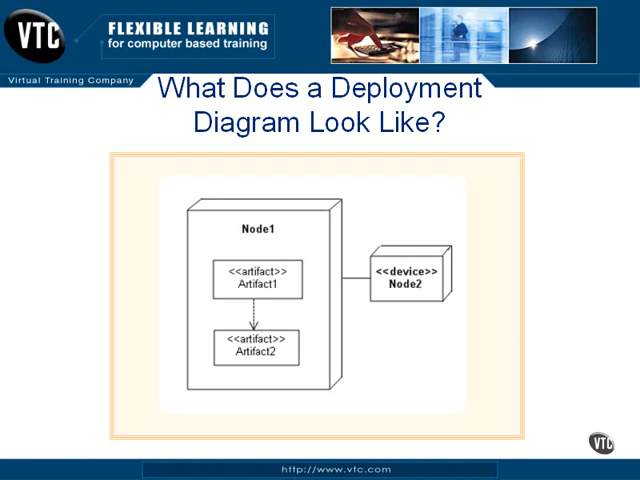 VTC
FLEXIBLE LEARNING
for computer based training
Virtual Training Company
What Does a Deployment
Diagram Look Like?
Node1
<<artifact>>
Artifact1
<<device>>
Node2
<<artifact>>
Artifact2
VTC
http://www.vtc.com